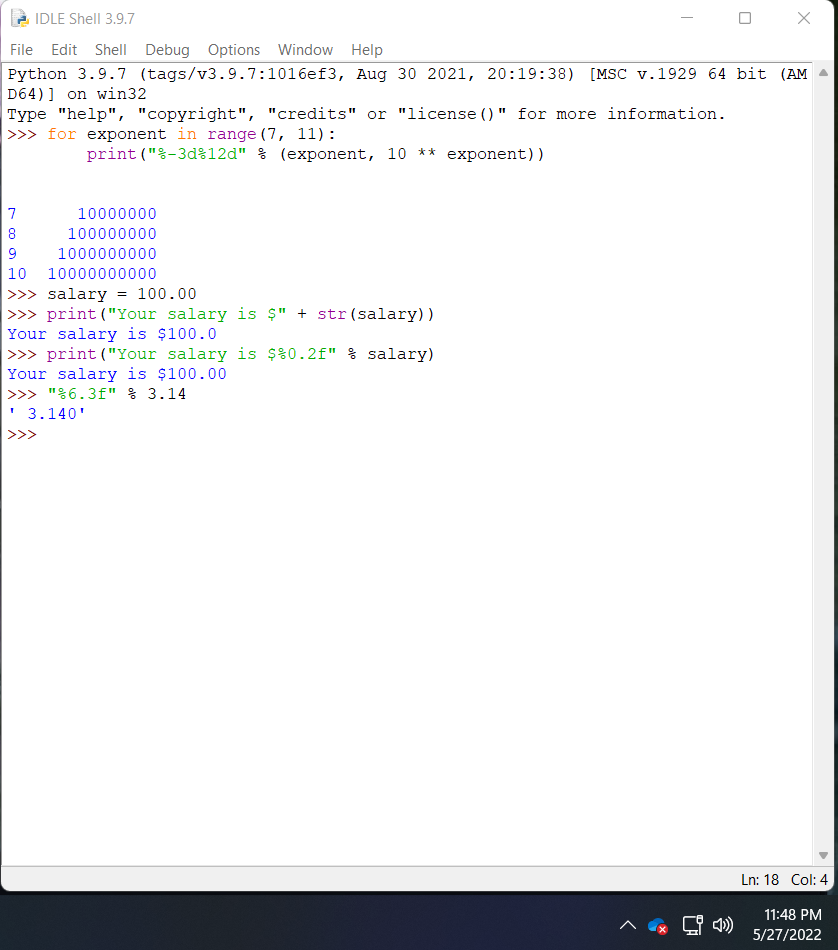 IDLE Shell 3.9.7
File Edit Shell Debug Options Window Help
Python 3.9.7 (tags/v3.9.7:1016ef3, Aug 30 2021, 20:19:38) [MSC v.1929 64 bit (AM
D64)] on win32
Type "help", "copyright", "credits" or "license()" for more information.
>>> for exponent in range(7, 11):
        print("%-3d%12d" % (exponent, 10 ** exponent))
7      10000000
8     100000000
9    1000000000
10  10000000000
>>> salary = 100.00
>>> print("Your salary is $" + str(salary))
Your salary is $100.0
>>> print("Your salary is $%0.2f" % salary)
Your salary is $100.00
>>> "%6.3f" % 3.14
' 3.140'
>>>
Ln: 18 Col: 4
11:48 PM
5/27/2022